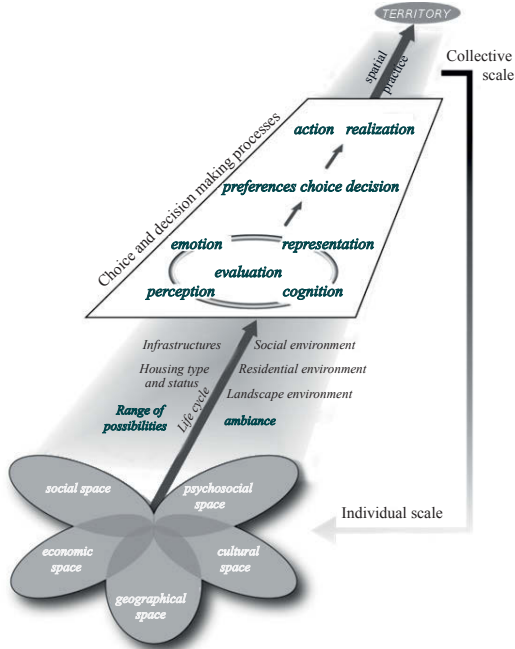 TERRITORY
Collective
scale
spatial
practice
Choice and decision making processes
action realization
preferences choice decision
emotion representation
evaluation
perception cognition
Infrastructures Social environment
Housing type
and status
Residential environment
Landscape environment
Life cycle
Range of
possibilities
ambiance
social space
psychosocial
space
Individual scale
economic
space
cultural
space
geographical
space